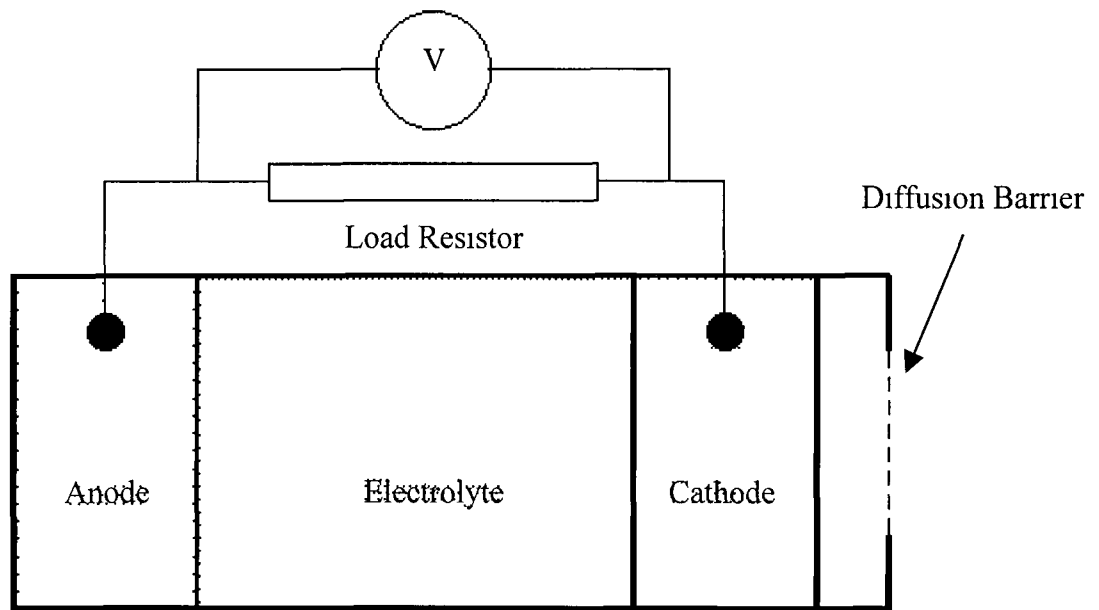 V
Diffusion Barrier
Load Resistor
Anode
Electrolyte
Cathode